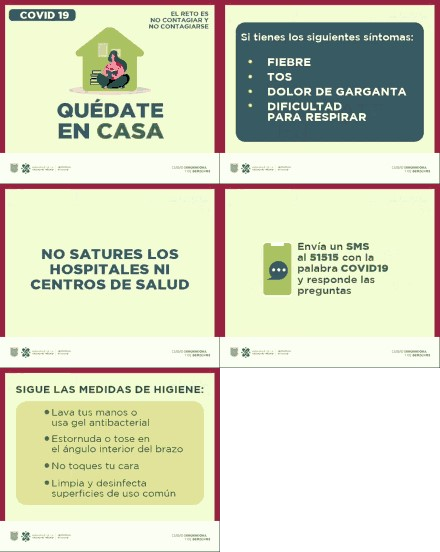 COVID 19
EL RETO ES
NO CONTAGIAR Y
NO CONTAGIARSE
QUÉDATE
EN CASA
Si tienes los siguientes síntomas:
• FIEBRE
• TOS
• DOLOR DE GARGANTA
• DIFICULTAD
PARA RESPIRAR
NO SATURES LOS
HOSPITALES NI
CENTROS DE SALUD
Envía un SMS
al 51515 con la
palabra COVID19
y responde las
preguntas
SIGUE LAS MEDIDAS DE HIGIENE:
• Lava tus manos o
usa gel antibacterial
• Estornuda o tose en
el ángulo interior del brazo
• No toques tu cara
• Limpia y desinfecta
superficies de uso común